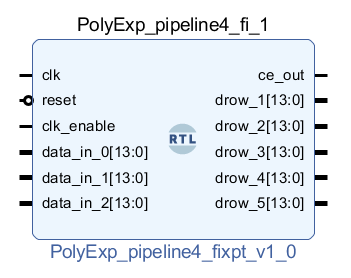 PolyExp_pipeline4_fi_1
clk
ce_out
reset
drow_1[13:0]
clk_enable
drow_2[13:0]
data_in_0[13:0]
drow_3[13:0]
RTL
data_in_1[13:0]
drow_4[13:0]
data_in_2[13:0]
drow_5[13:0]
PolyExp_pipeline4_fixpt_v1_0